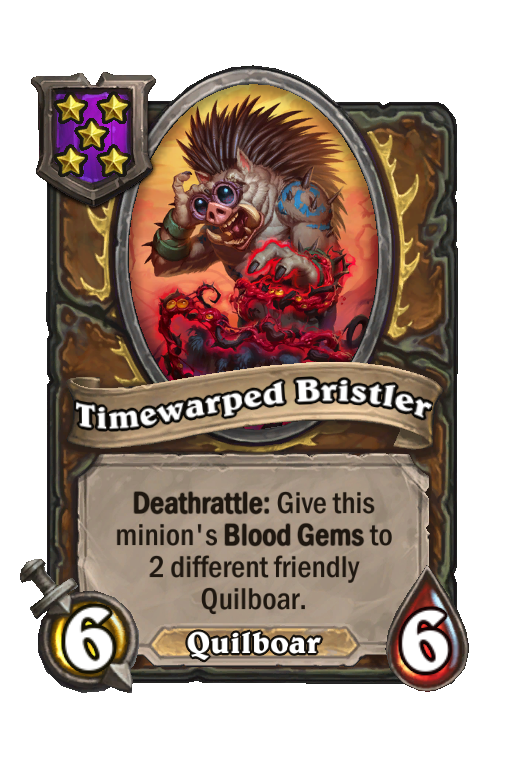 Timewarped Bristler
Deathrattle: Give this
minion's Blood Gems to
2 different friendly
Quilboar.
6
Quilboar
6